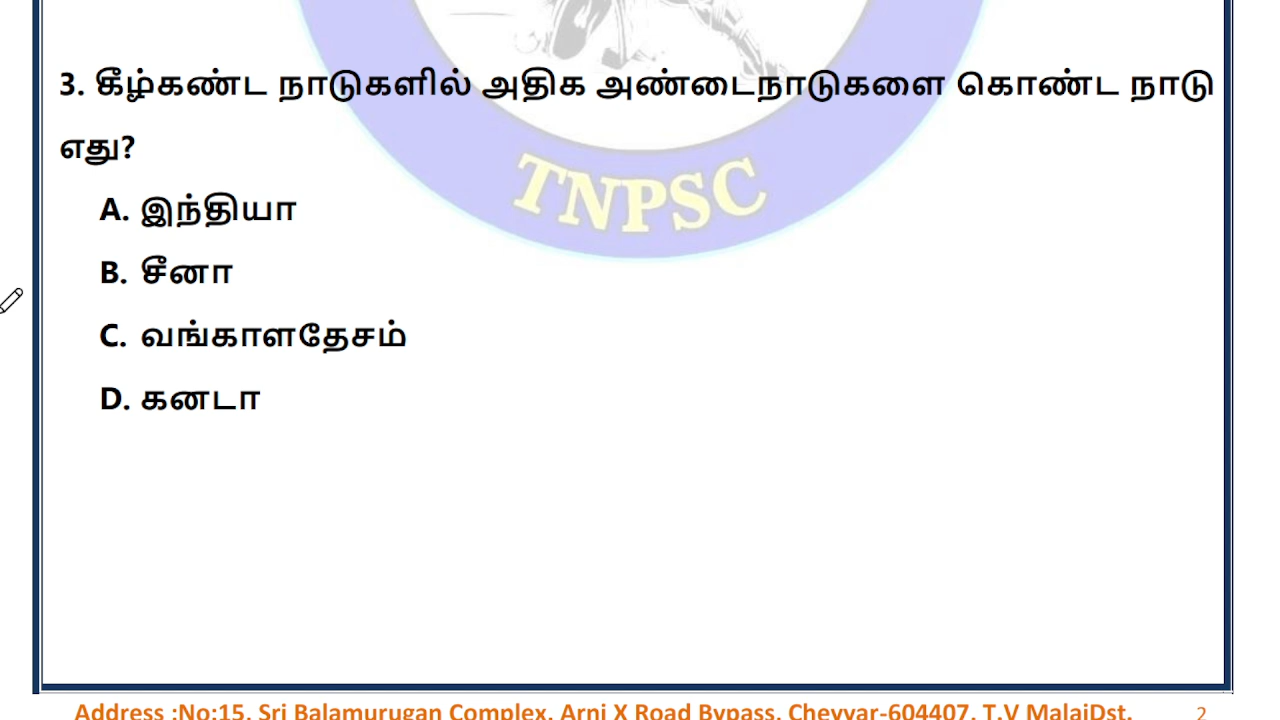 3. கீழ்கண்ட நாடுகளில் அதிக அண்டைநாடுகளை கொண்ட நாடு
எது?
A. இந்தியா
B. சீனா
C. வங்காளதேசம்
D. கனடா
TNPSC
Address :No:15, Sri Balamurugan Complex, Arni X Road Bypass, Cheyyar-604407, T.V MalaiDst. 2